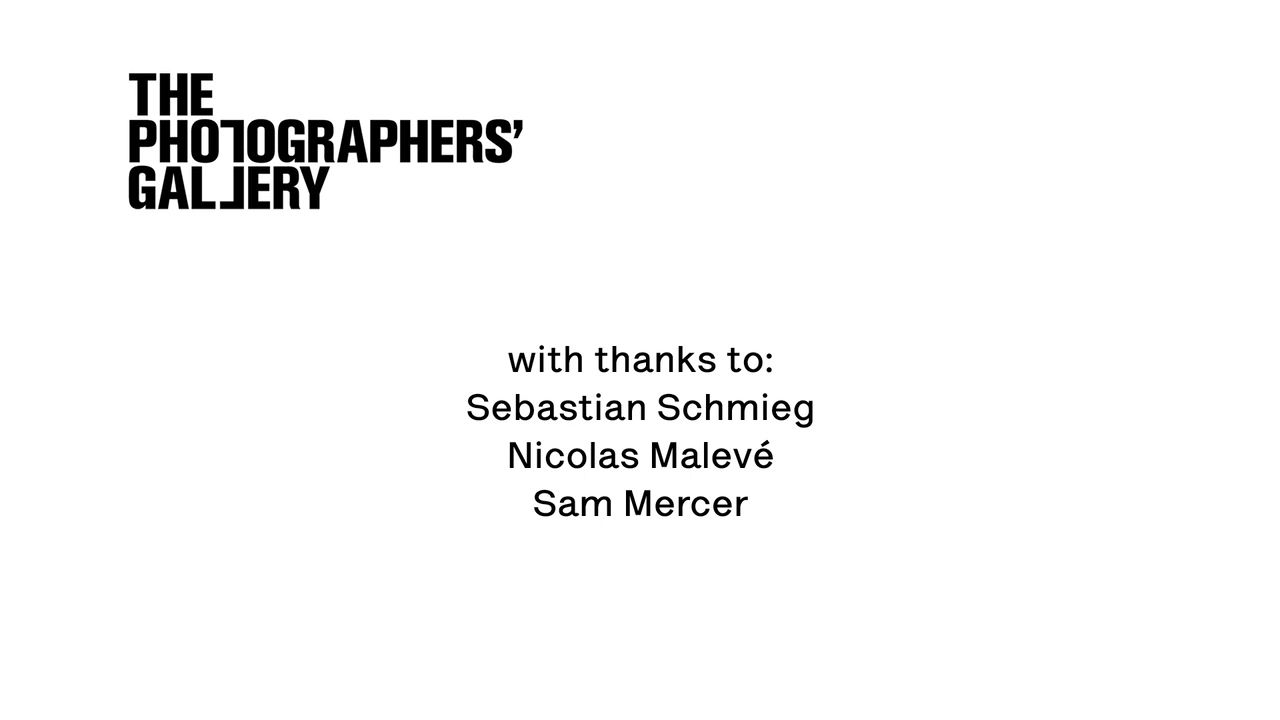 THE
PHOTOGRAPHERS’
GALLERY
with thanks to:
Sebastian Schmieg
Nicolas Malevé
Sam Mercer